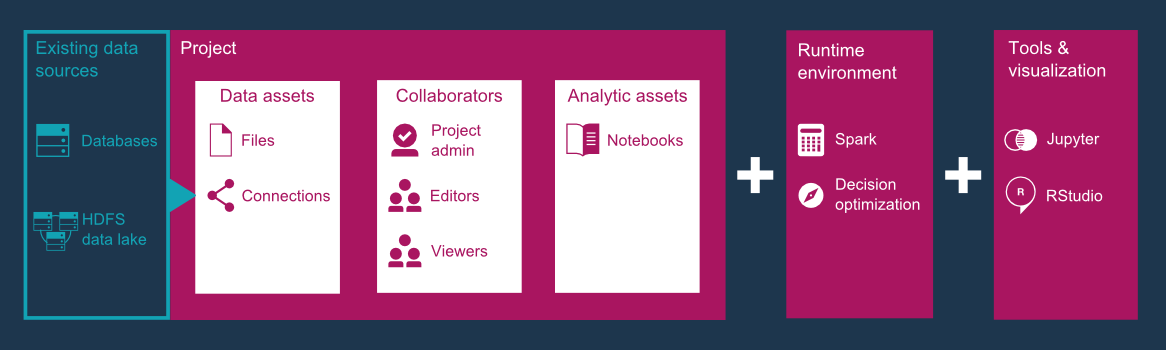 Existing data
sources
Databases
HDFS
data lake
Project
Data assets
Files
Connections
Collaborators
Project
admin
Editors
Viewers
Analytic assets
Notebooks
Runtime
environment
Spark
Decision
optimization
Tools &
visualization
Jupyter
R
RStudio